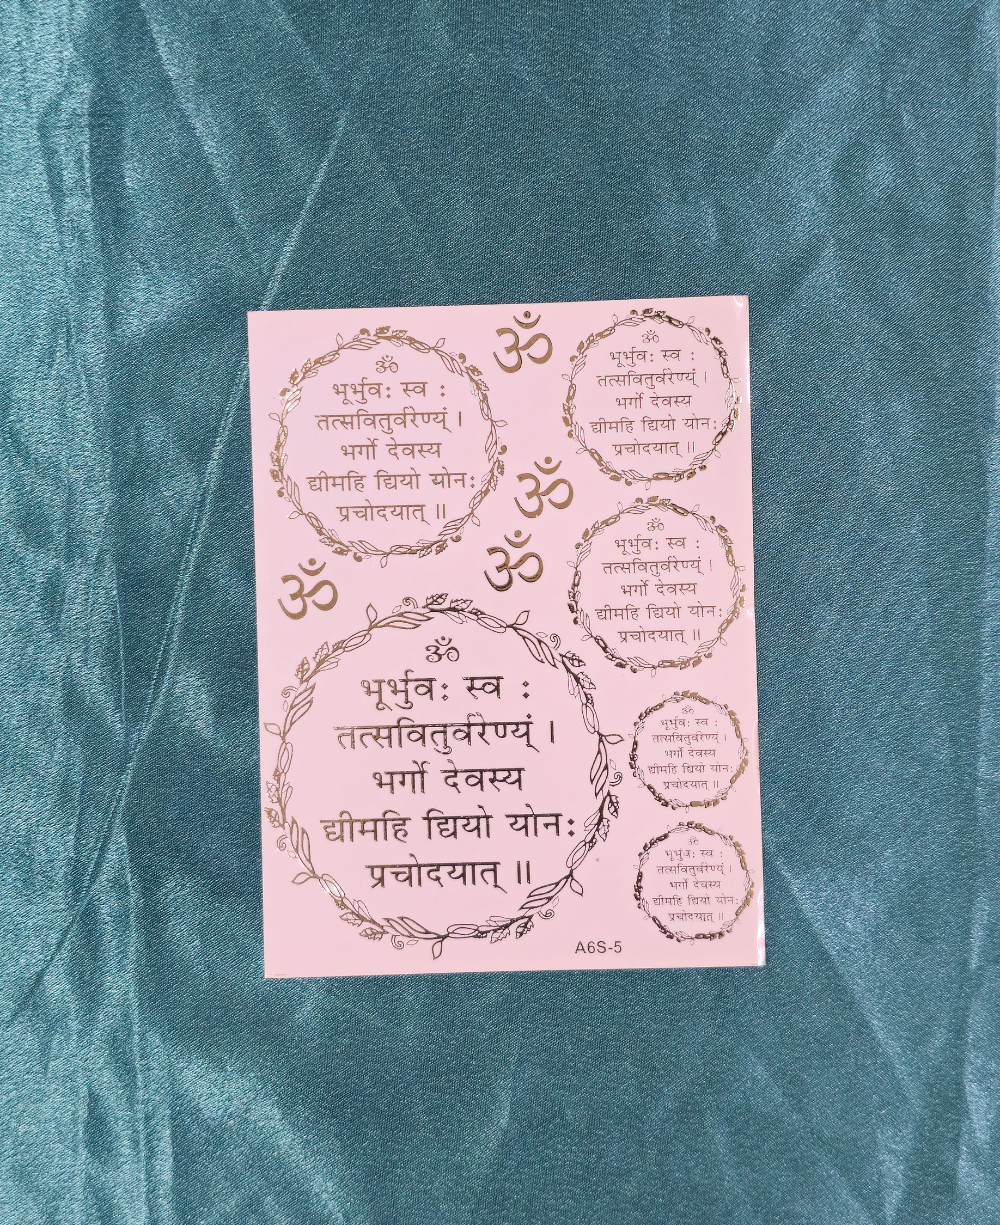 ॐ
भूर्भुवः स्व :
तत्सवितुर्वरेण्यं ।
भर्गो देवस्य
द्यीमहि द्यियो योनः
प्रचोदयात् ॥
ॐ
ॐ
भूर्भुवः स्व :
तत्सवितुर्वरेण्यं ।
भर्गो देवस्य
द्यीमहि द्यियो योनः
प्रचोदयात् ॥
ॐ
ॐ
ॐ
ॐ
भूर्भुवः स्व :
तत्सवितुर्वरेण्यं ।
भर्गो देवस्य
द्यीमहि द्यियो योनः
प्रचोदयात् ॥
ॐ
भूर्भुवः स्व :
तत्सवितुर्वरेण्यं ।
भर्गो देवस्य
द्यीमहि द्यियो योनः
प्रचोदयात् ॥
ॐ
भूर्भुवः स्व :
तत्सवितुर्वरेण्यं ।
भर्गो देवस्य
द्यीमहि द्यियो योनः
प्रचोदयात् ॥
ॐ
भूर्भुवः स्व :
तत्सवितुर्वरेण्यं ।
भर्गो देवस्य
द्यीमहि द्यियो योनः
प्रचोदयात् ॥
A6S-5